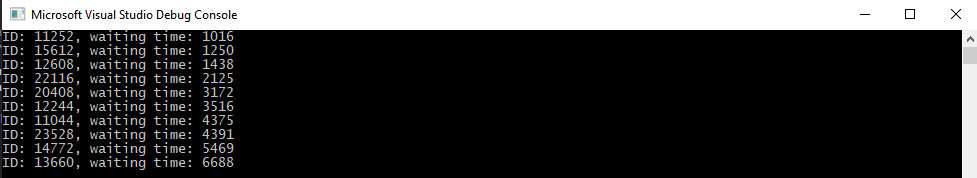 Microsoft Visual Studio Debug Console
ID: 11252, waiting time: 1016
ID: 15612, waiting time: 1250
ID: 12608, waiting time: 1438
ID: 22116, waiting time: 2125
ID: 20408, waiting time: 3172
ID: 12244, waiting time: 3516
ID: 11044, waiting time: 4375
ID: 23528, waiting time: 4391
ID: 14772, waiting time: 5469
ID: 13660, waiting time: 6688